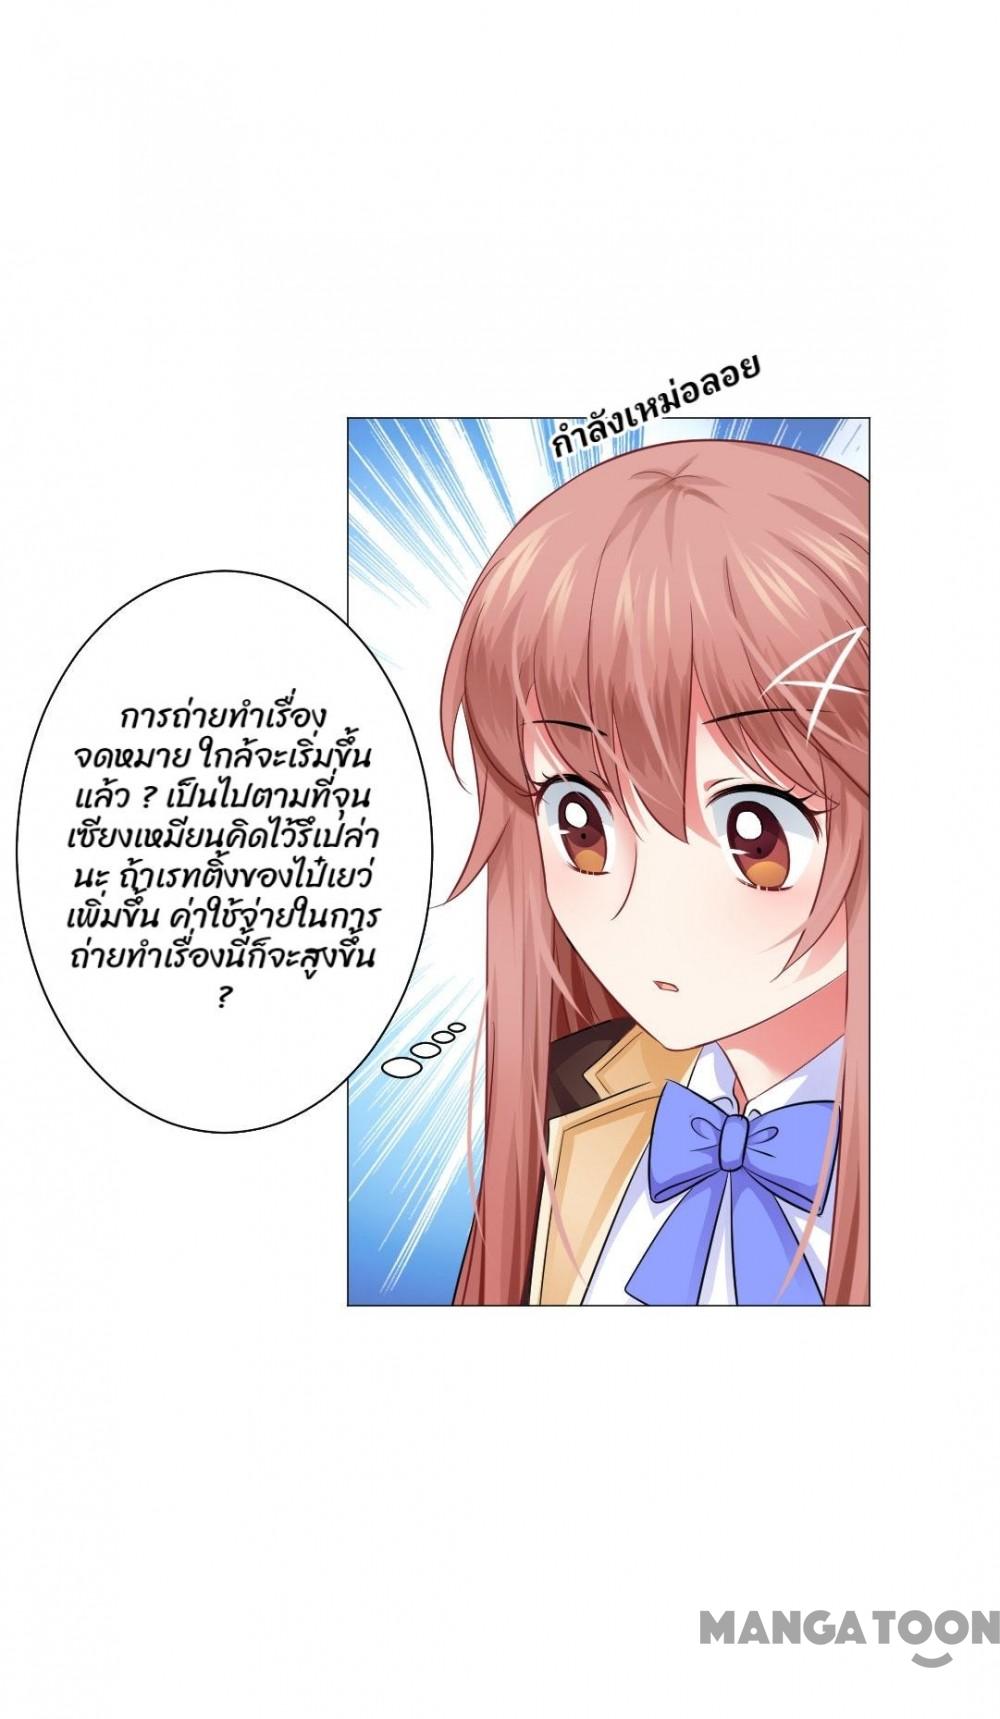 กำลังเหม่อลอย
การถ่ายทำเรื่อง
จดหมาย ใกล้จะเริ่มขึ้น
แล้ว ? เป็นไปตามที่จุน
เซียงเหมียนคิดไว้รึเปล่า
นะ ถ้าเรทติ้งของไป๋เยว่
เพิ่มขึ้น ค่าใช้จ่ายในการ
ถ่ายทำเรื่องนี้ก็จะสูงขึ้น
?
MANGATOON